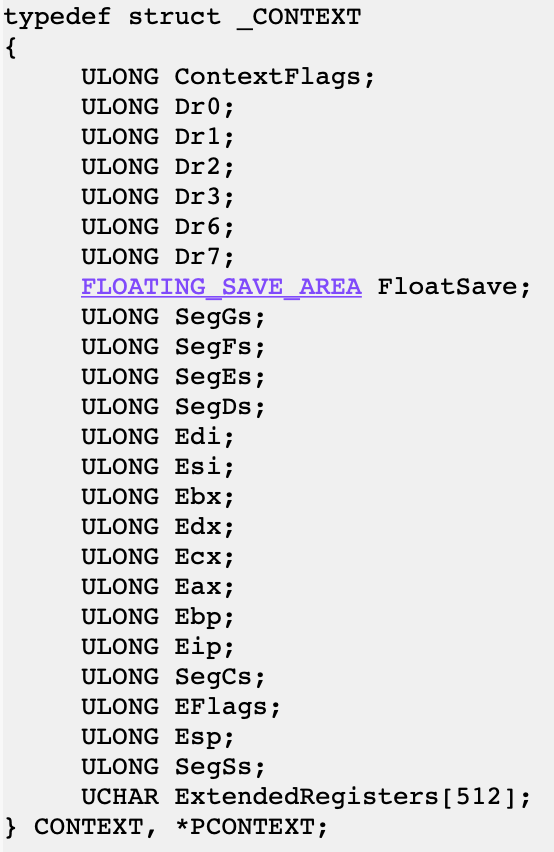 typedef struct _CONTEXT
{
ULONG ContextFlags;
ULONG Dr0;
ULONG Dr1;
ULONG Dr2;
ULONG Dr3;
ULONG Dr6;
ULONG Dr7;
FLOATING_SAVE_AREA FloatSave;
ULONG SegGs;
ULONG SegFs;
ULONG SegEs;
ULONG SegDs;
ULONG Edi;
ULONG Esi;
ULONG Ebx;
ULONG Edx;
ULONG Ecx;
ULONG Eax;
ULONG Ebp;
ULONG Eip;
ULONG SegCs;
ULONG EFlags;
ULONG Esp;
ULONG SegSs;
UCHAR ExtendedRegisters[512];
} CONTEXT, *PCONTEXT;